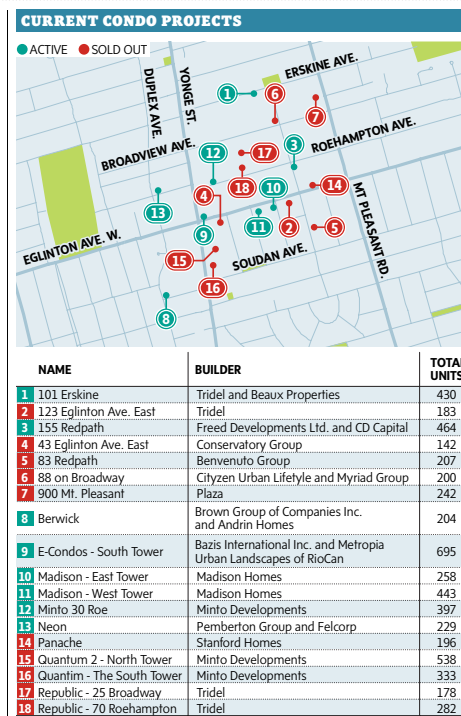 CURRENT CONDO PROJECTS
ACTIVE SOLD OUT
ERSKINE AVE.
DUPLEX AVE.
YONGE ST.
1
6
7
ROEHAMPTON AVE.
BROADVIEW AVE.
12
17
3
4
18
10
14
MT PLEASANT RD.
13
9
11
2
5
EGLINTON AVE. W.
15
SOUDAN AVE.
16
8
NAME BUILDER TOTAL
UNITS
1 101 Erskine Tridel and Beaux Properties 430
2 123 Eglinton Ave. East Tridel 183
3 155 Redpath Freed Developments Ltd. and CD Capital 464
4 43 Eglinton Ave. East Conservatory Group 142
5 83 Redpath Benvenuto Group 207
6 88 on Broadway Cityzen Urban Lifetyle and Myriad Group 200
7 900 Mt. Pleasant Plaza 242
8 Berwick Brown Group of Companies Inc.
and Andrin Homes 204
9 E-Condos - South Tower Bazis International Inc. and Metropia
Urban Landscapes of RioCan 695
10 Madison - East Tower Madison Homes 258
11 Madison - West Tower Madison Homes 443
12 Minto 30 Roe Minto Developments 397
13 Neon Pemberton Group and Felcorp 229
14 Panache Stanford Homes 196
15 Quantum 2 - North Tower Minto Developments 538
16 Quantim - The South Tower Minto Developments 333
17 Republic - 25 Broadway Tridel 178
18 Republic - 70 Roehampton Tridel 282